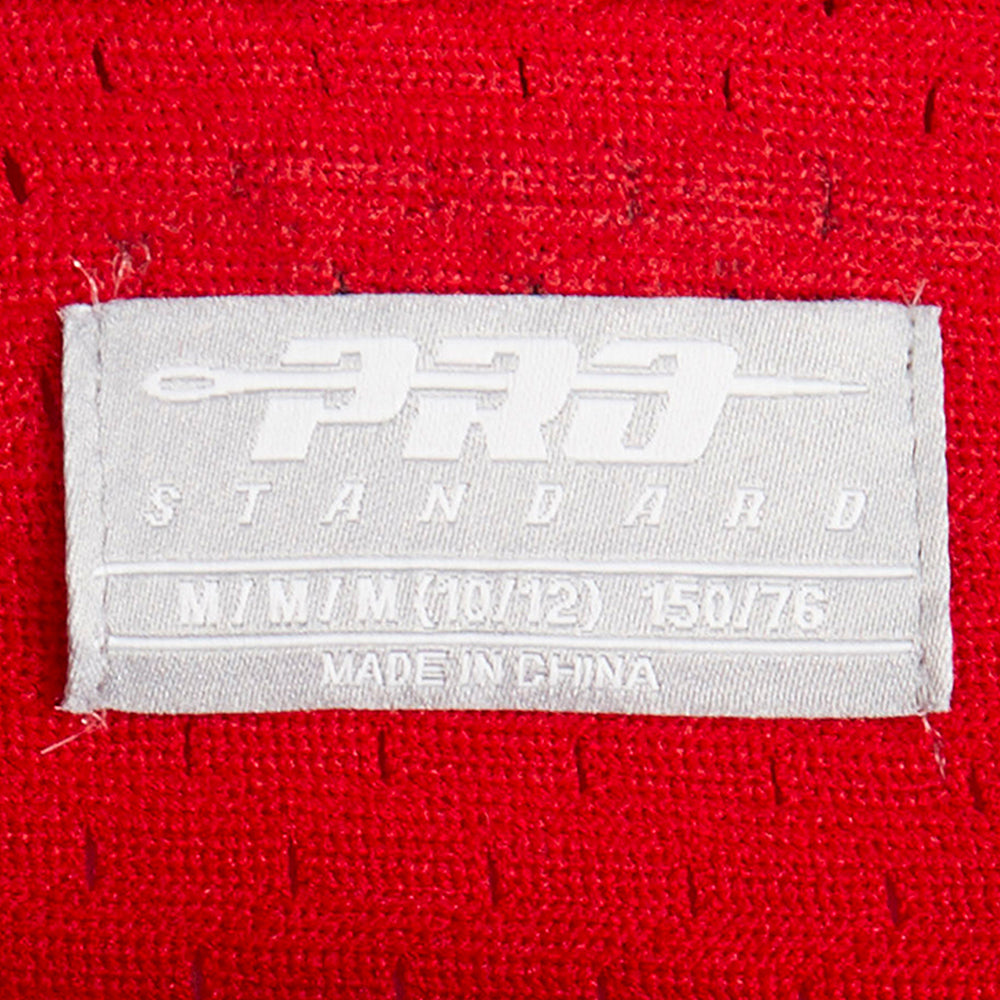 PRO
STANDARD
M/M/M (10/12) 150/76
MADE IN CHINA